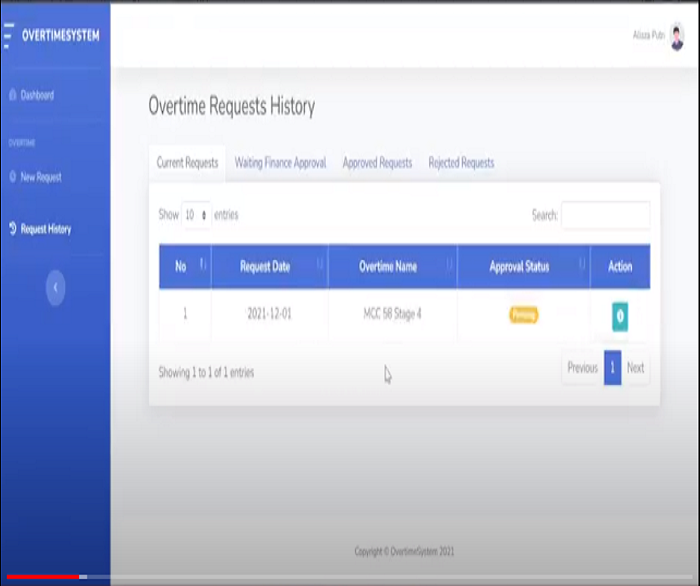 OVERTIMESYSTEM
Alissa Putri
Dashboard
OVERTIME
New Request
Request History
Overtime Requests History
Current Requests Waiting Finance Approval Approved Requests Rejected Requests
Show 10 entries Search:
No Request Date Overtime Name Approval Status Action
1 2021-12-01 MCC 58 Stage 4 Pending
Showing 1 to 1 of 1 entries Previous 1 Next
Copyright © OvertimeSystem 2021